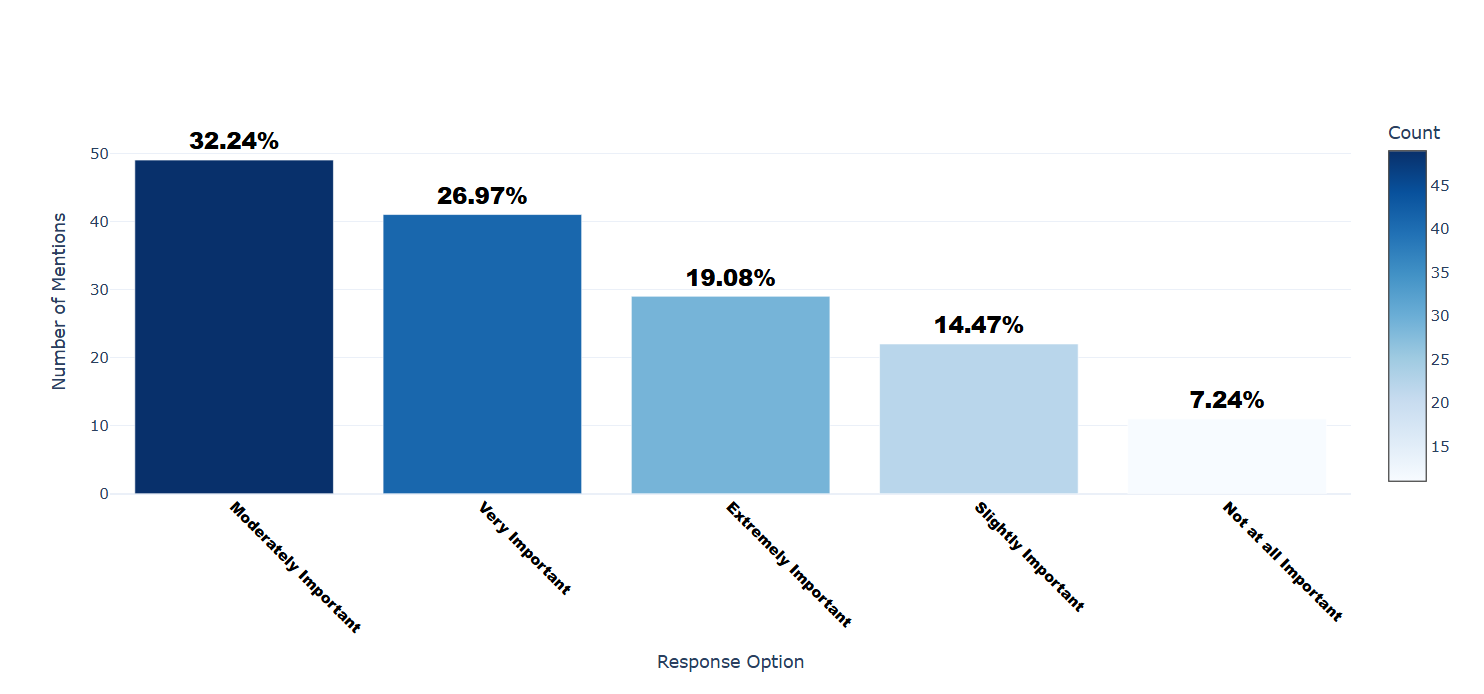 32.24%
26.97%
19.08%
14.47%
7.24%
Number of Mentions
50
40
30
20
10
0
Moderately Important
Very Important
Extremely Important
Slightly Important
Not at all Important
Response Option
Count
45
40
35
30
25
20
15